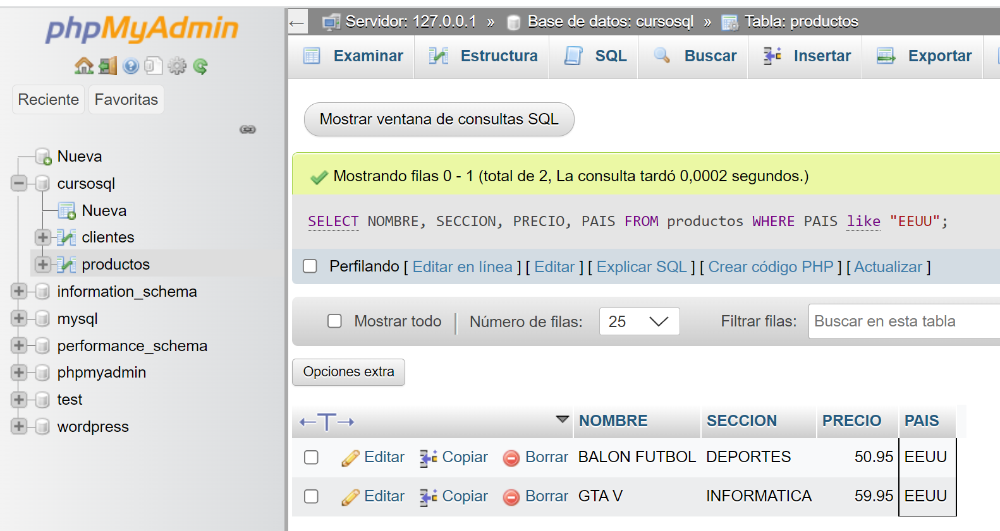 phpMyAdmin
Reciente Favoritas
Nueva
cursosql
Nueva
clientes
productos
information_schema
mysql
performance_schema
phpmyadmin
test
wordpress
← Servidor: 127.0.0.1 » Base de datos: cursosql » Tabla: productos
Examinar Estructura SQL Buscar Insertar Exportar
Mostrar ventana de consultas SQL
Mostrando filas 0 - 1 (total de 2, La consulta tardó 0,0002 segundos.)
SELECT NOMBRE, SECCION, PRECIO, PAIS FROM productos WHERE PAIS like "EEUU";
Perfilando [ Editar en línea ] [ Editar ] [ Explicar SQL ] [ Crear código PHP ] [ Actualizar ]
Mostrar todo | Número de filas: 25 Filtrar filas: Buscar en esta tabla
Opciones extra
←T→ NOMBRE SECCION PRECIO PAIS
Editar Copiar Borrar BALON FUTBOL DEPORTES 50.95 EEUU
Editar Copiar Borrar GTA V INFORMATICA 59.95 EEUU